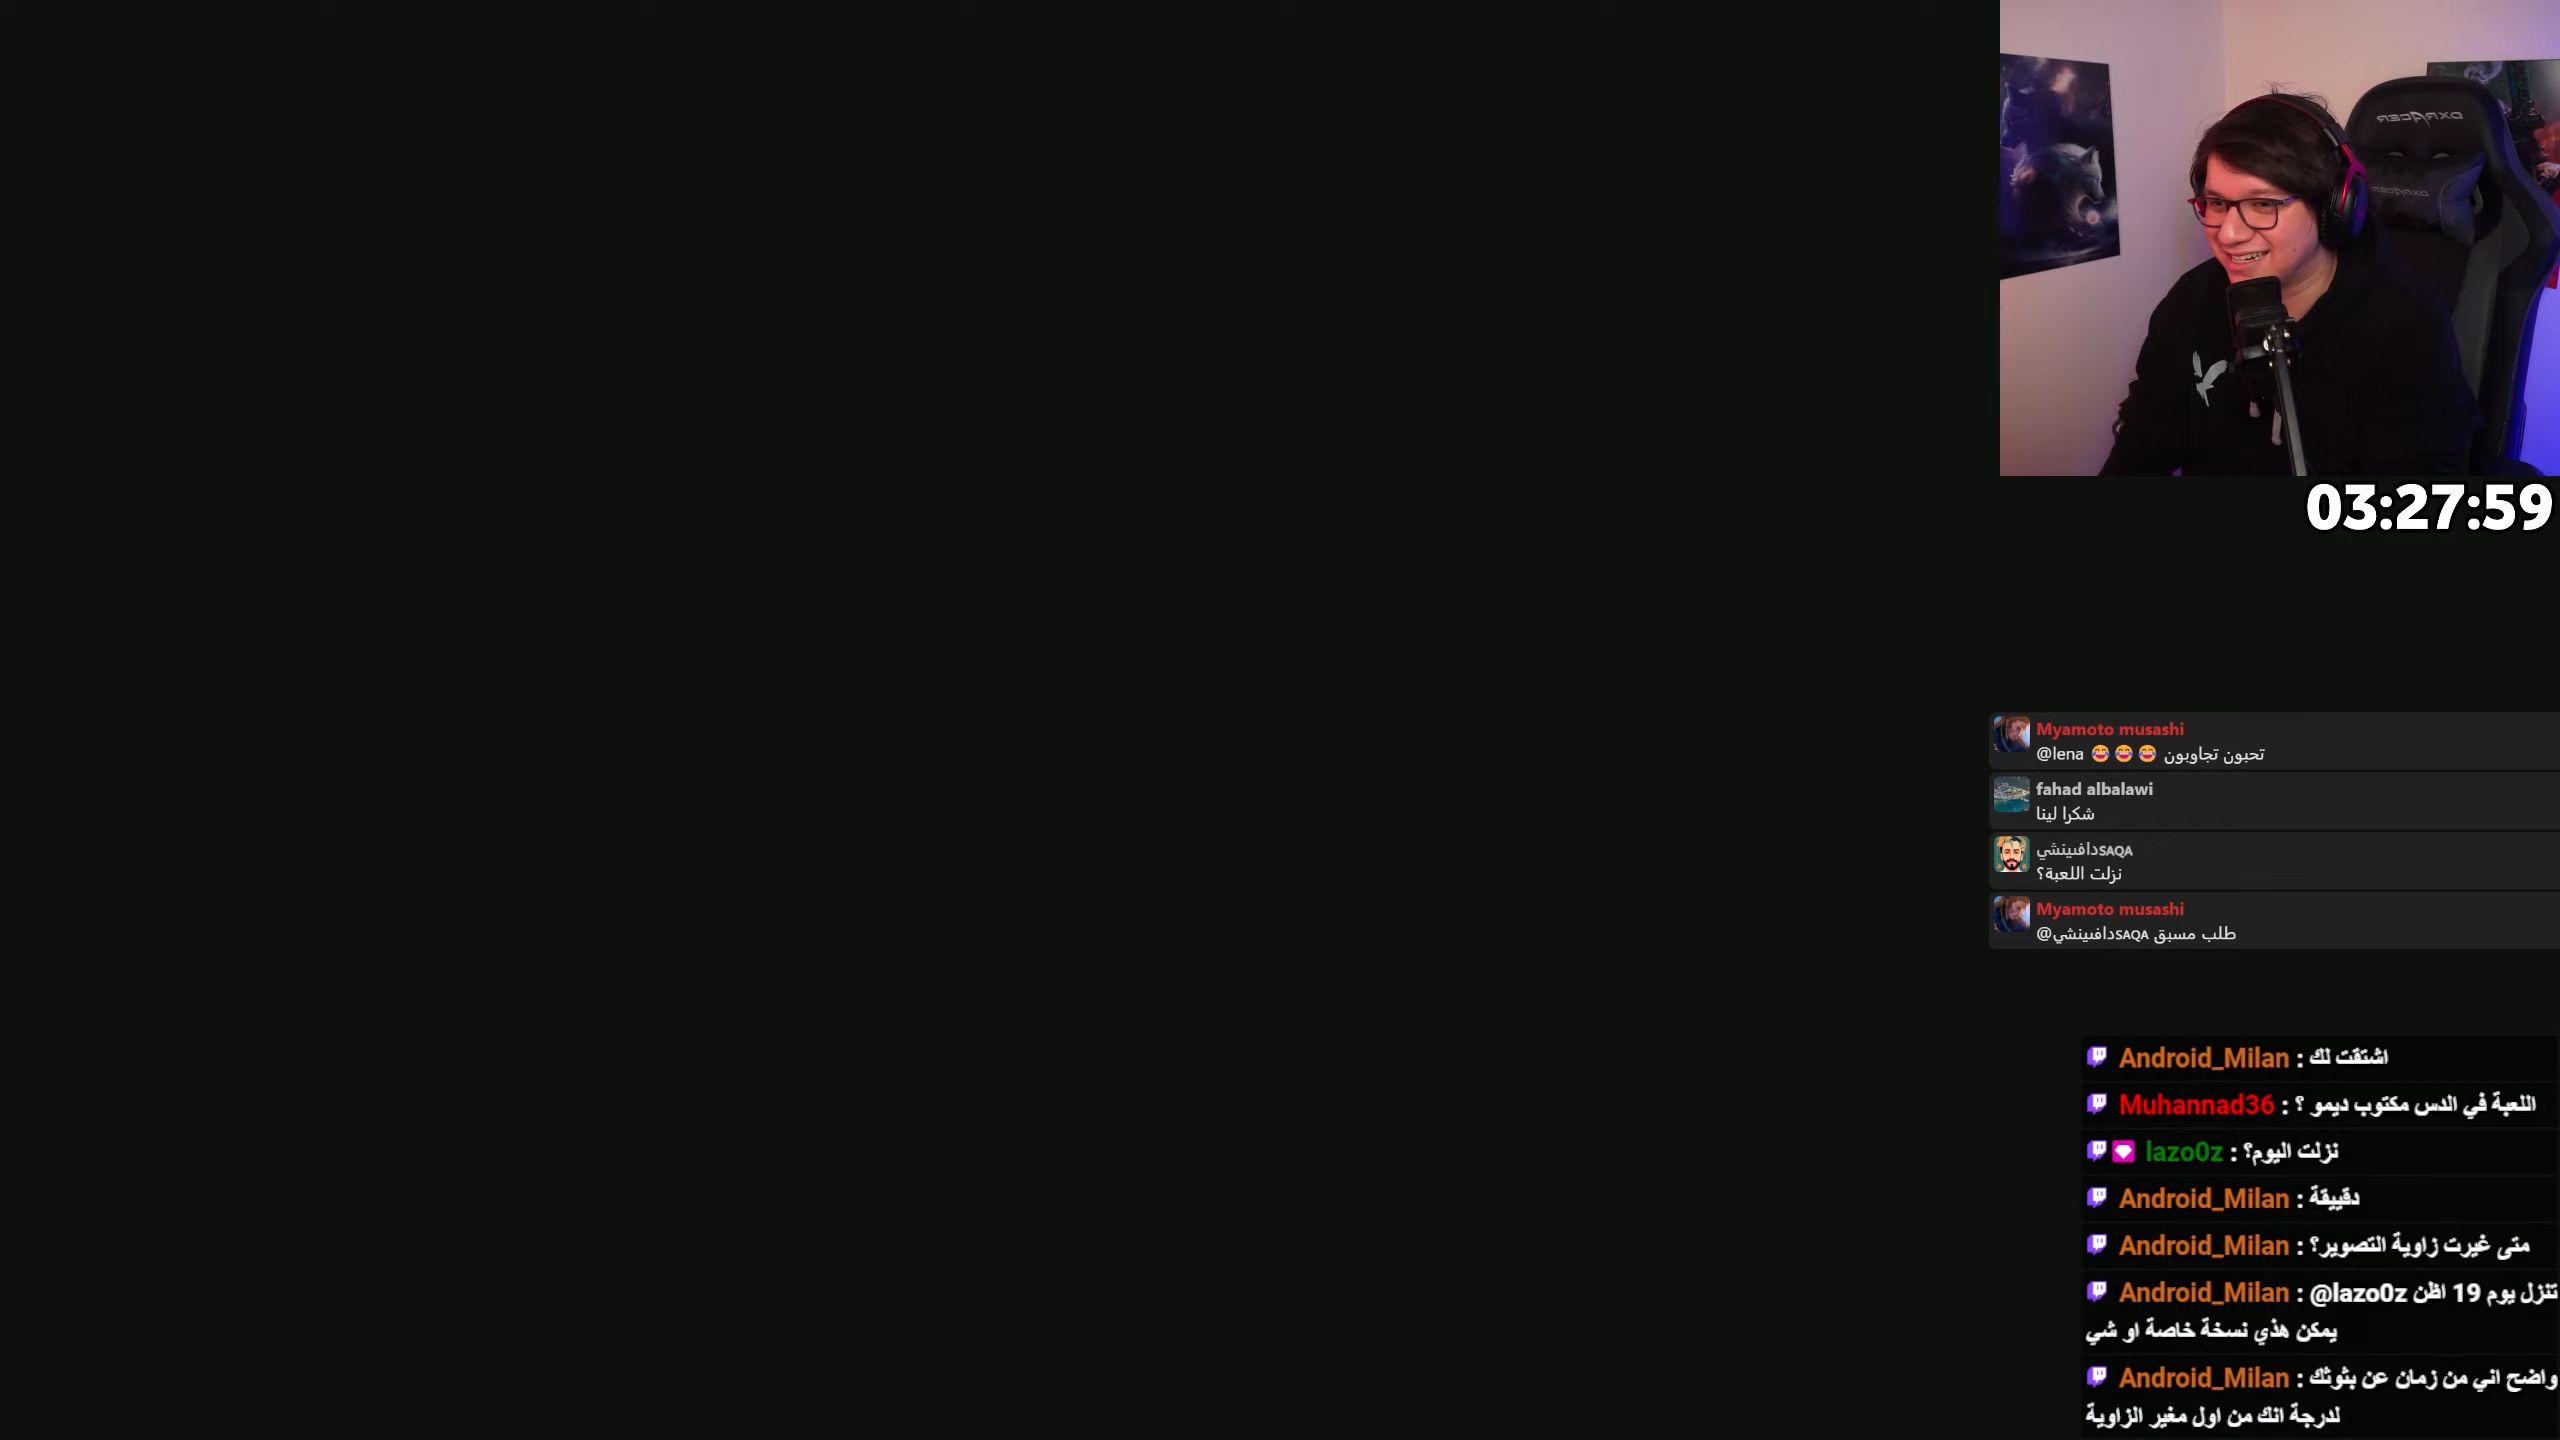 DXRACER
DXRACER
03:27:59
Myamoto musashi
@lena 😂😂😂 تحبون تجاوبون
fahad albalawi
شكرا لينا
دافينشيSAQA
نزلت اللعبة؟
Myamoto musashi
@دافينشيSAQA طلب مسبق
Android_Milan : اشتقت لك
Muhannad36 : اللعبة في الدس مكتوب ديمو ؟
lazo0z : نزلت اليوم؟
Android_Milan : دقييقة
Android_Milan : متى غيرت زاوية التصوير؟
Android_Milan : @lazo0z تنزل يوم 19 اظن
يمكن هذي نسخة خاصة او شي
Android_Milan : واضح اني من زمان عن بثوثك
لدرجة انك من اول مغير الزاوية